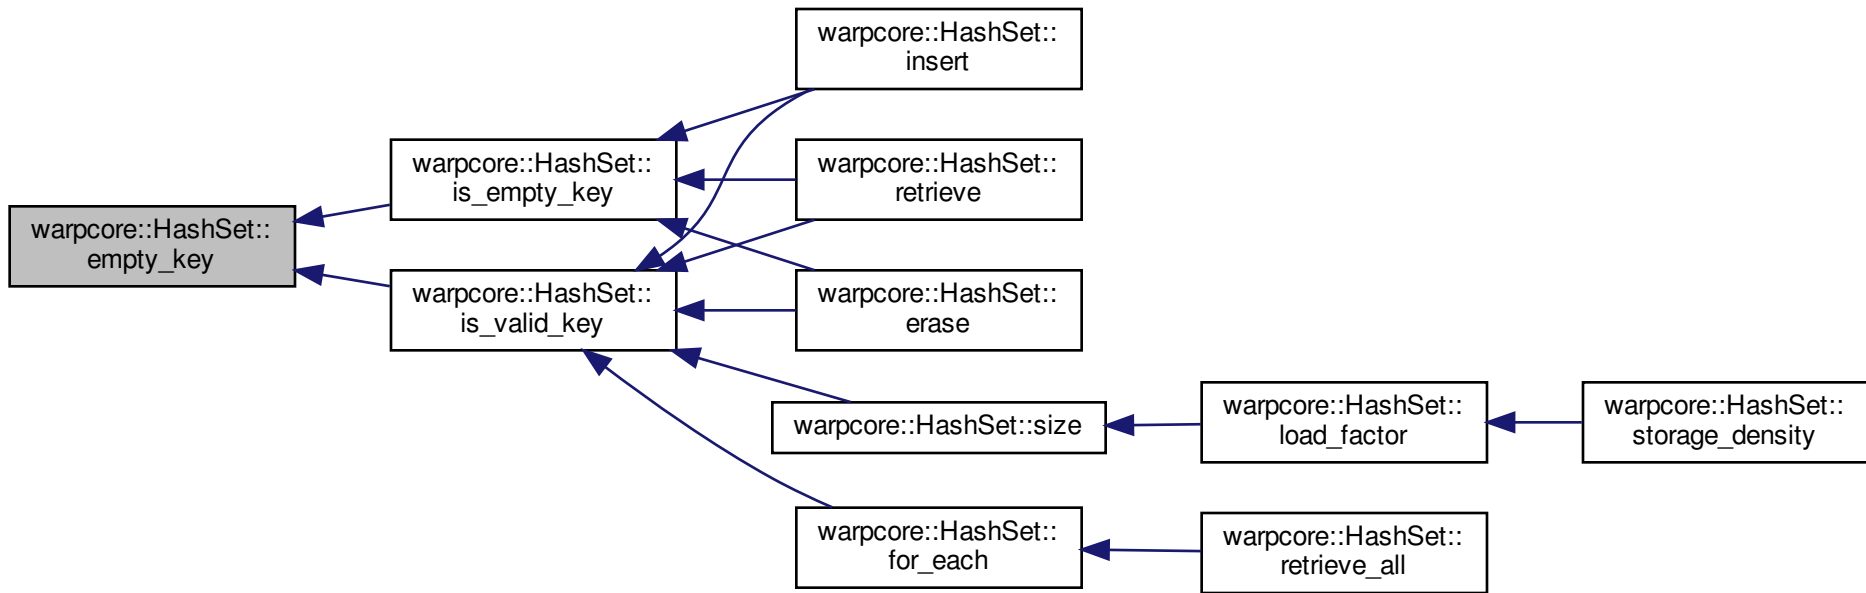 warpcore::HashSet::
empty_key
warpcore::HashSet::
is_empty_key
warpcore::HashSet::
is_valid_key
warpcore::HashSet::
insert
warpcore::HashSet::
retrieve
warpcore::HashSet::
erase
warpcore::HashSet::size
warpcore::HashSet::
for_each
warpcore::HashSet::
load_factor
warpcore::HashSet::
retrieve_all
warpcore::HashSet::
storage_density